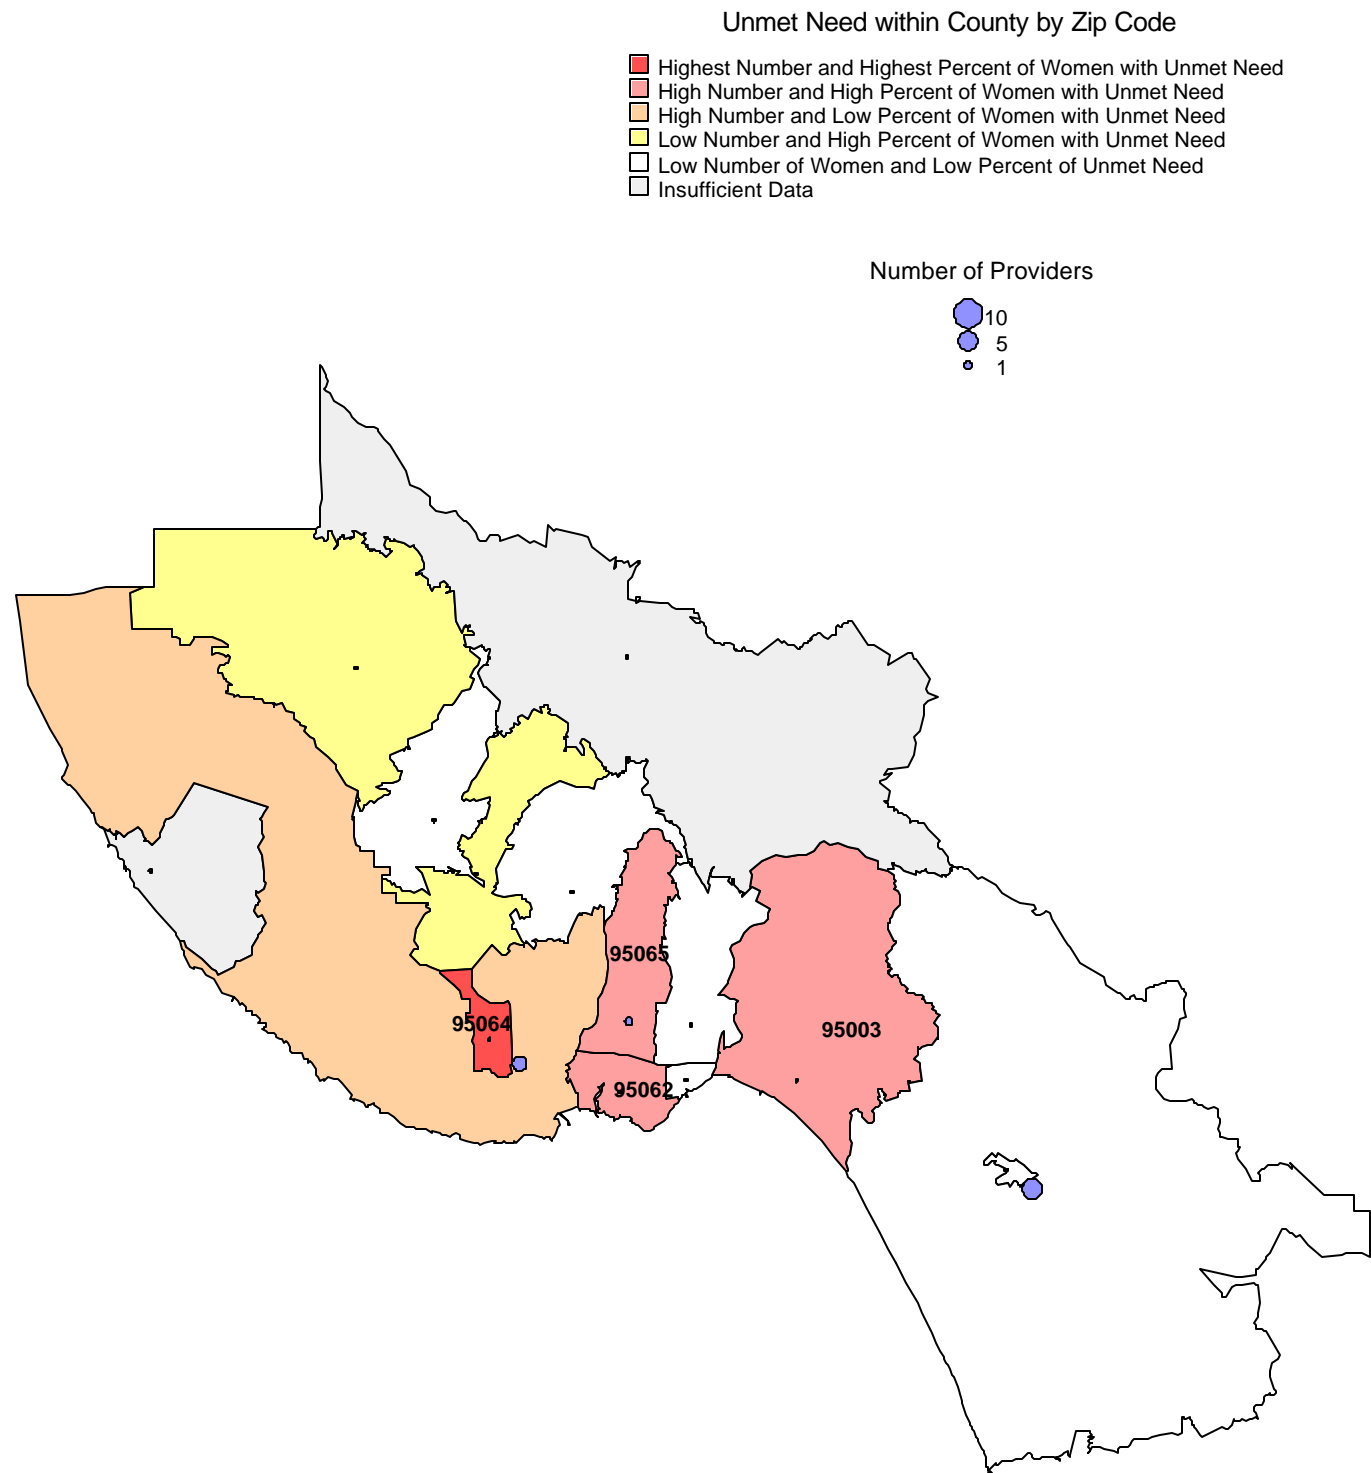 Unmet Need within County by Zip Code
Highest Number and Highest Percent of Women with Unmet Need
High Number and High Percent of Women with Unmet Need
High Number and Low Percent of Women with Unmet Need
Low Number and High Percent of Women with Unmet Need
Low Number of Women and Low Percent of Unmet Need
Insufficient Data
Number of Providers
10
5
1
95065
95064
95003
95062